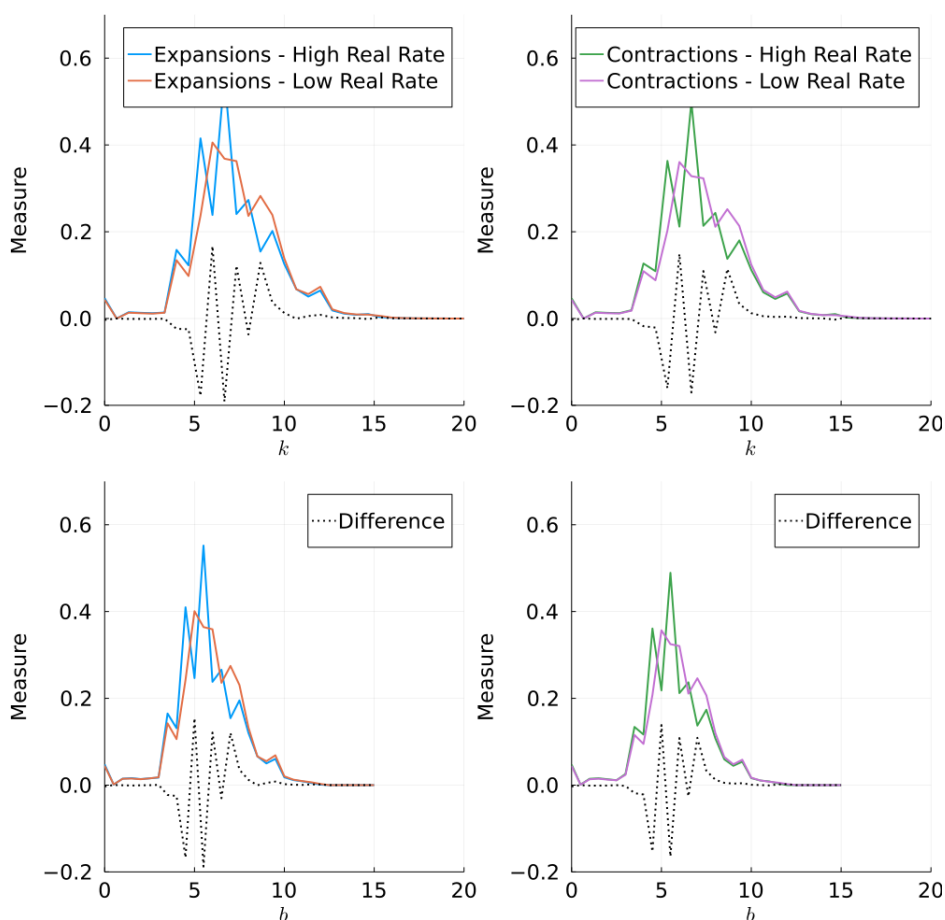 Expansions - High Real Rate
Expansions - Low Real Rate
0.6
0.4
0.2
0.0
−0.2
Measure
0 5 10 15 20
k
Contractions - High Real Rate
Contractions - Low Real Rate
0.6
0.4
0.2
0.0
−0.2
Measure
0 5 10 15 20
k
Difference
0.6
0.4
0.2
0.0
−0.2
Measure
0 5 10 15 20
b
Difference
0.6
0.4
0.2
0.0
−0.2
Measure
0 5 10 15 20
b